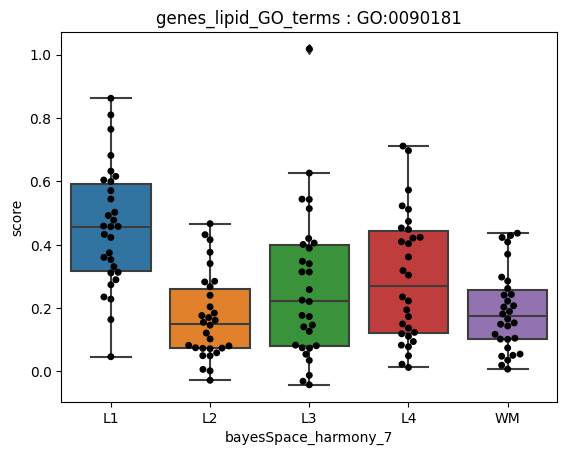 genes_lipid_GO_terms : GO:0090181
1.0
0.8
0.6
0.4
0.2
0.0
score
L1 L2 L3 L4 WM
bayesSpace_harmony_7